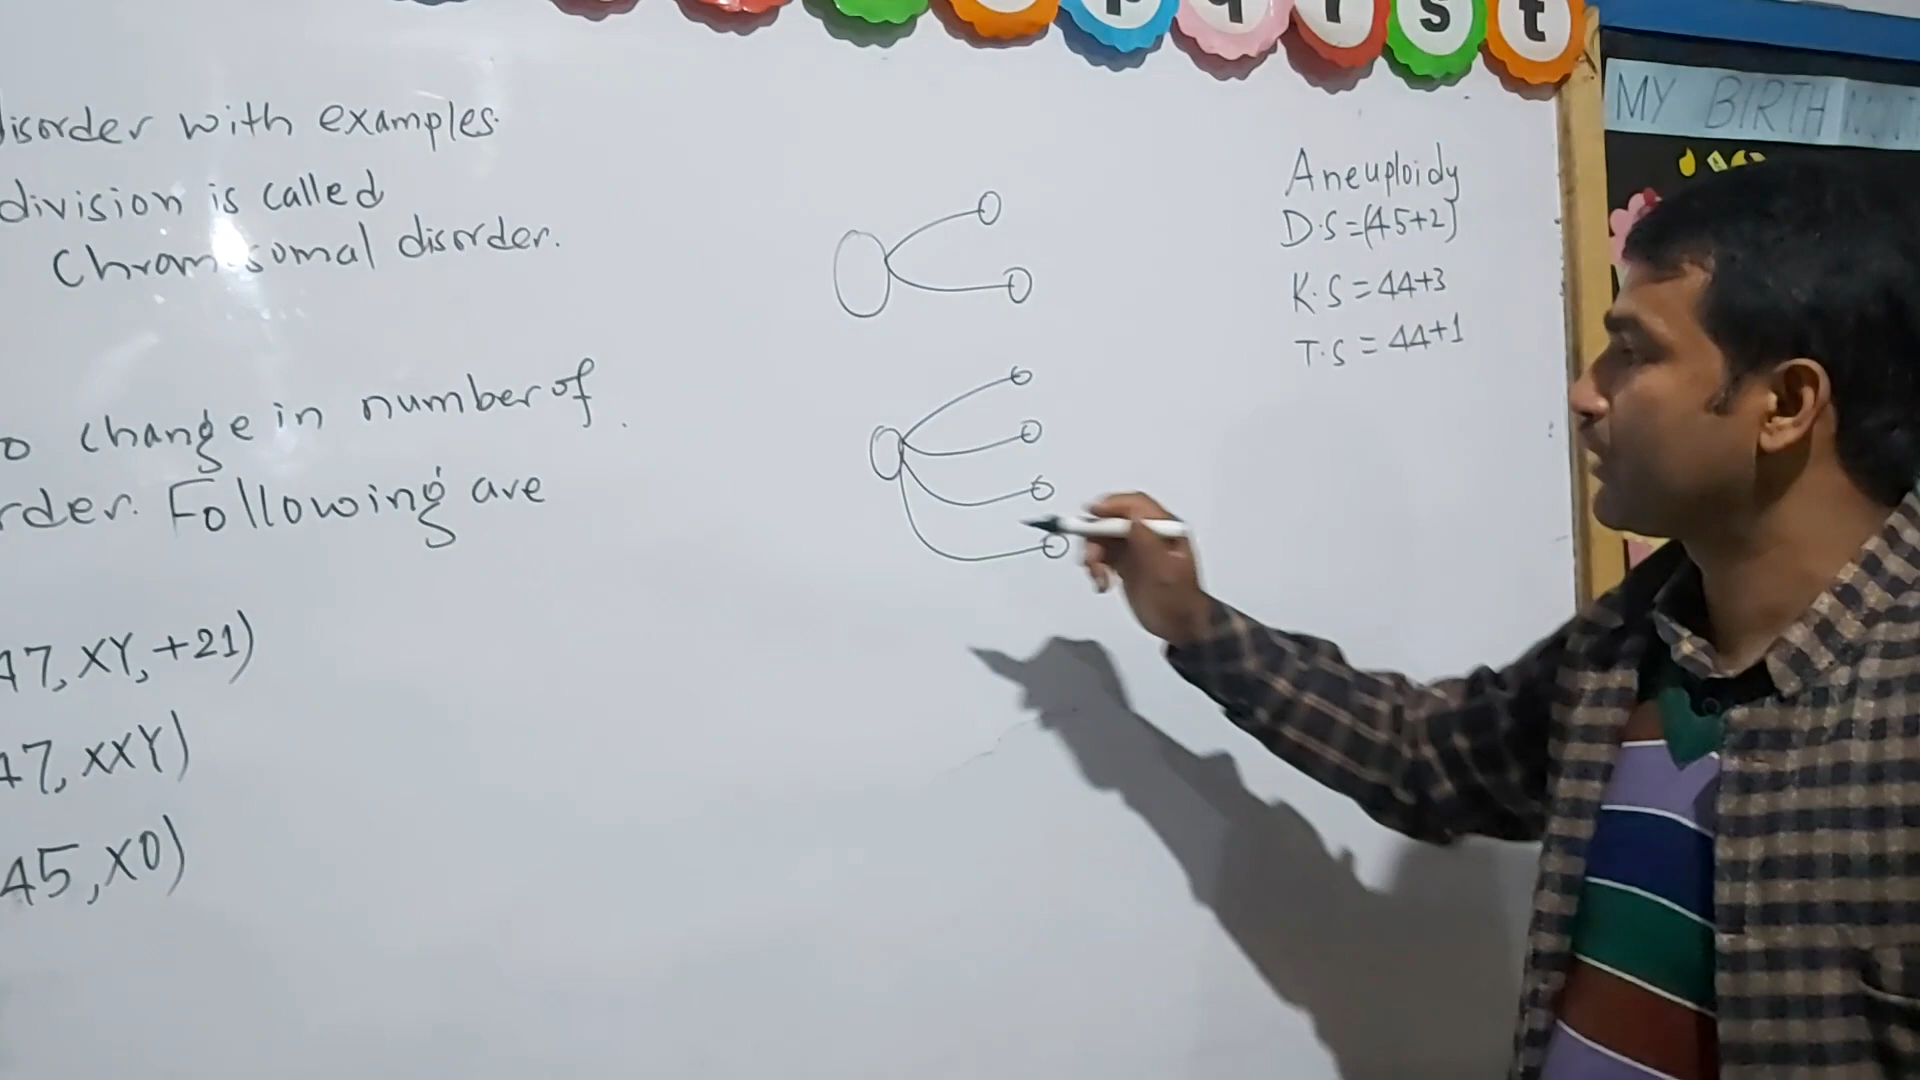 p q r s t
MY BIRTH
disorder with examples.
division is called
Chromosomal disorder.
o change in number of
rder. Following are
47, XY, +21)
47, XXY)
45, XO)
Aneuploidy
D.S=(45+2)
K.S=44+3
T.S=44+1